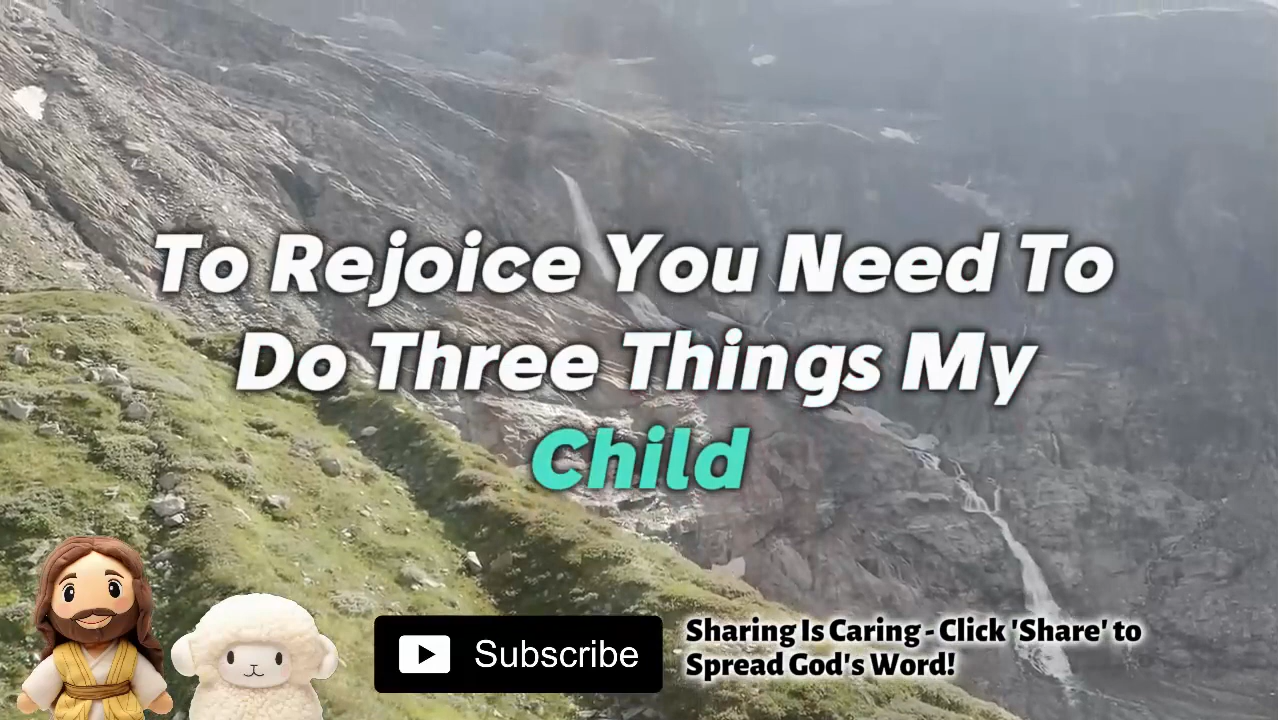 To Rejoice You Need To
Do Three Things My
Child
Subscribe
Sharing Is Caring - Click 'Share' to
Spread God's Word!